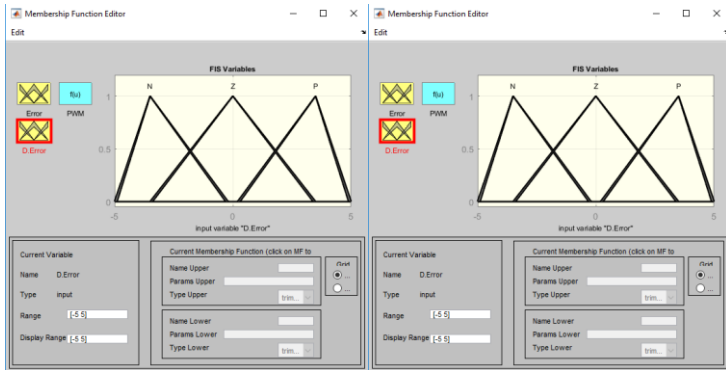 Membership Function Editor
Edit
FIS Variables
f(u)
Error PWM
D.Error
N Z P
1
0.5
0
-5 0 5
input variable "D.Error"
Current Variable
Name D.Error
Type input
Range [-5 5]
Display Range [-5 5]
Current Membership Function (click on MF to
Name Upper
Params Upper
Type Upper trim...
Name Lower
Params Lower
Type Lower trim...
Grid
...
...
Membership Function Editor
Edit
FIS Variables
f(u)
Error PWM
D.Error
N Z P
1
0.5
0
-5 0 5
input variable "D.Error"
Current Variable
Name D.Error
Type input
Range [-5 5]
Display Range [-5 5]
Current Membership Function (click on MF to
Name Upper
Params Upper
Type Upper trim...
Name Lower
Params Lower
Type Lower trim...
Grid
...
...